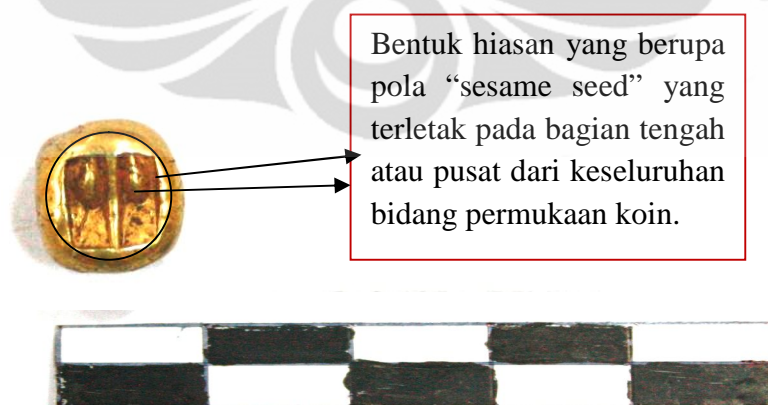 Bentuk hiasan yang berupa
pola “sesame seed” yang
terletak pada bagian tengah
atau pusat dari keseluruhan
bidang permukaan koin.